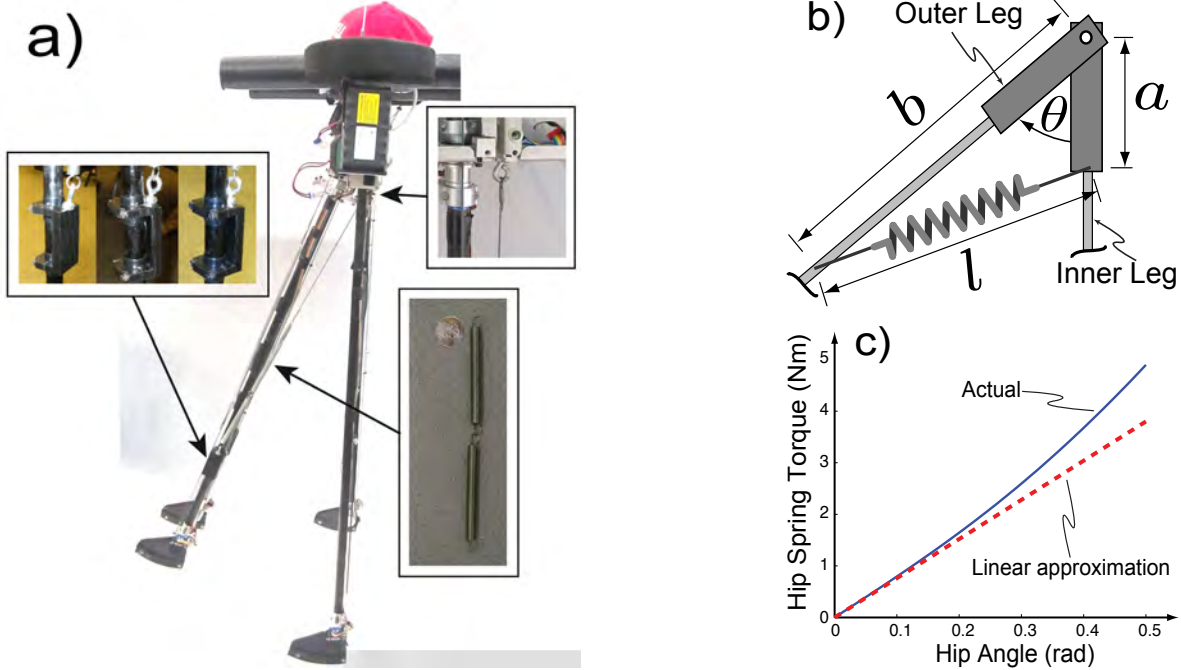 a)
b)
Outer Leg
b
θ
a
l
Inner Leg
c)
Hip Spring Torque (Nm)
5
4
3
2
1
0
Actual
Linear approximation
0 0.1 0.2 0.3 0.4 0.5
Hip Angle (rad)